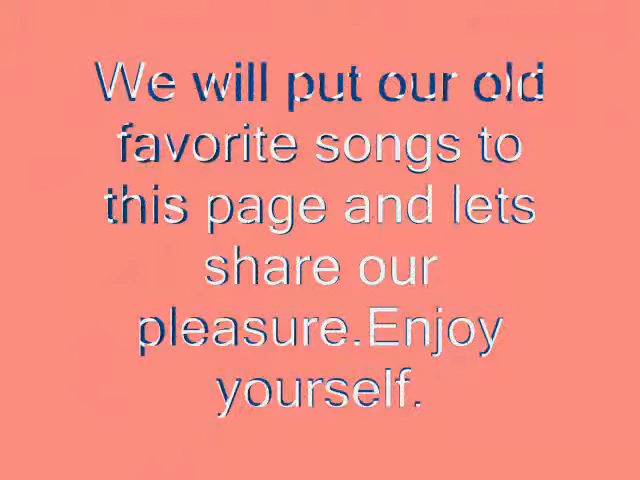 We will put our old
favorite songs to
this page and lets
share our
pleasure.Enjoy
yourself.